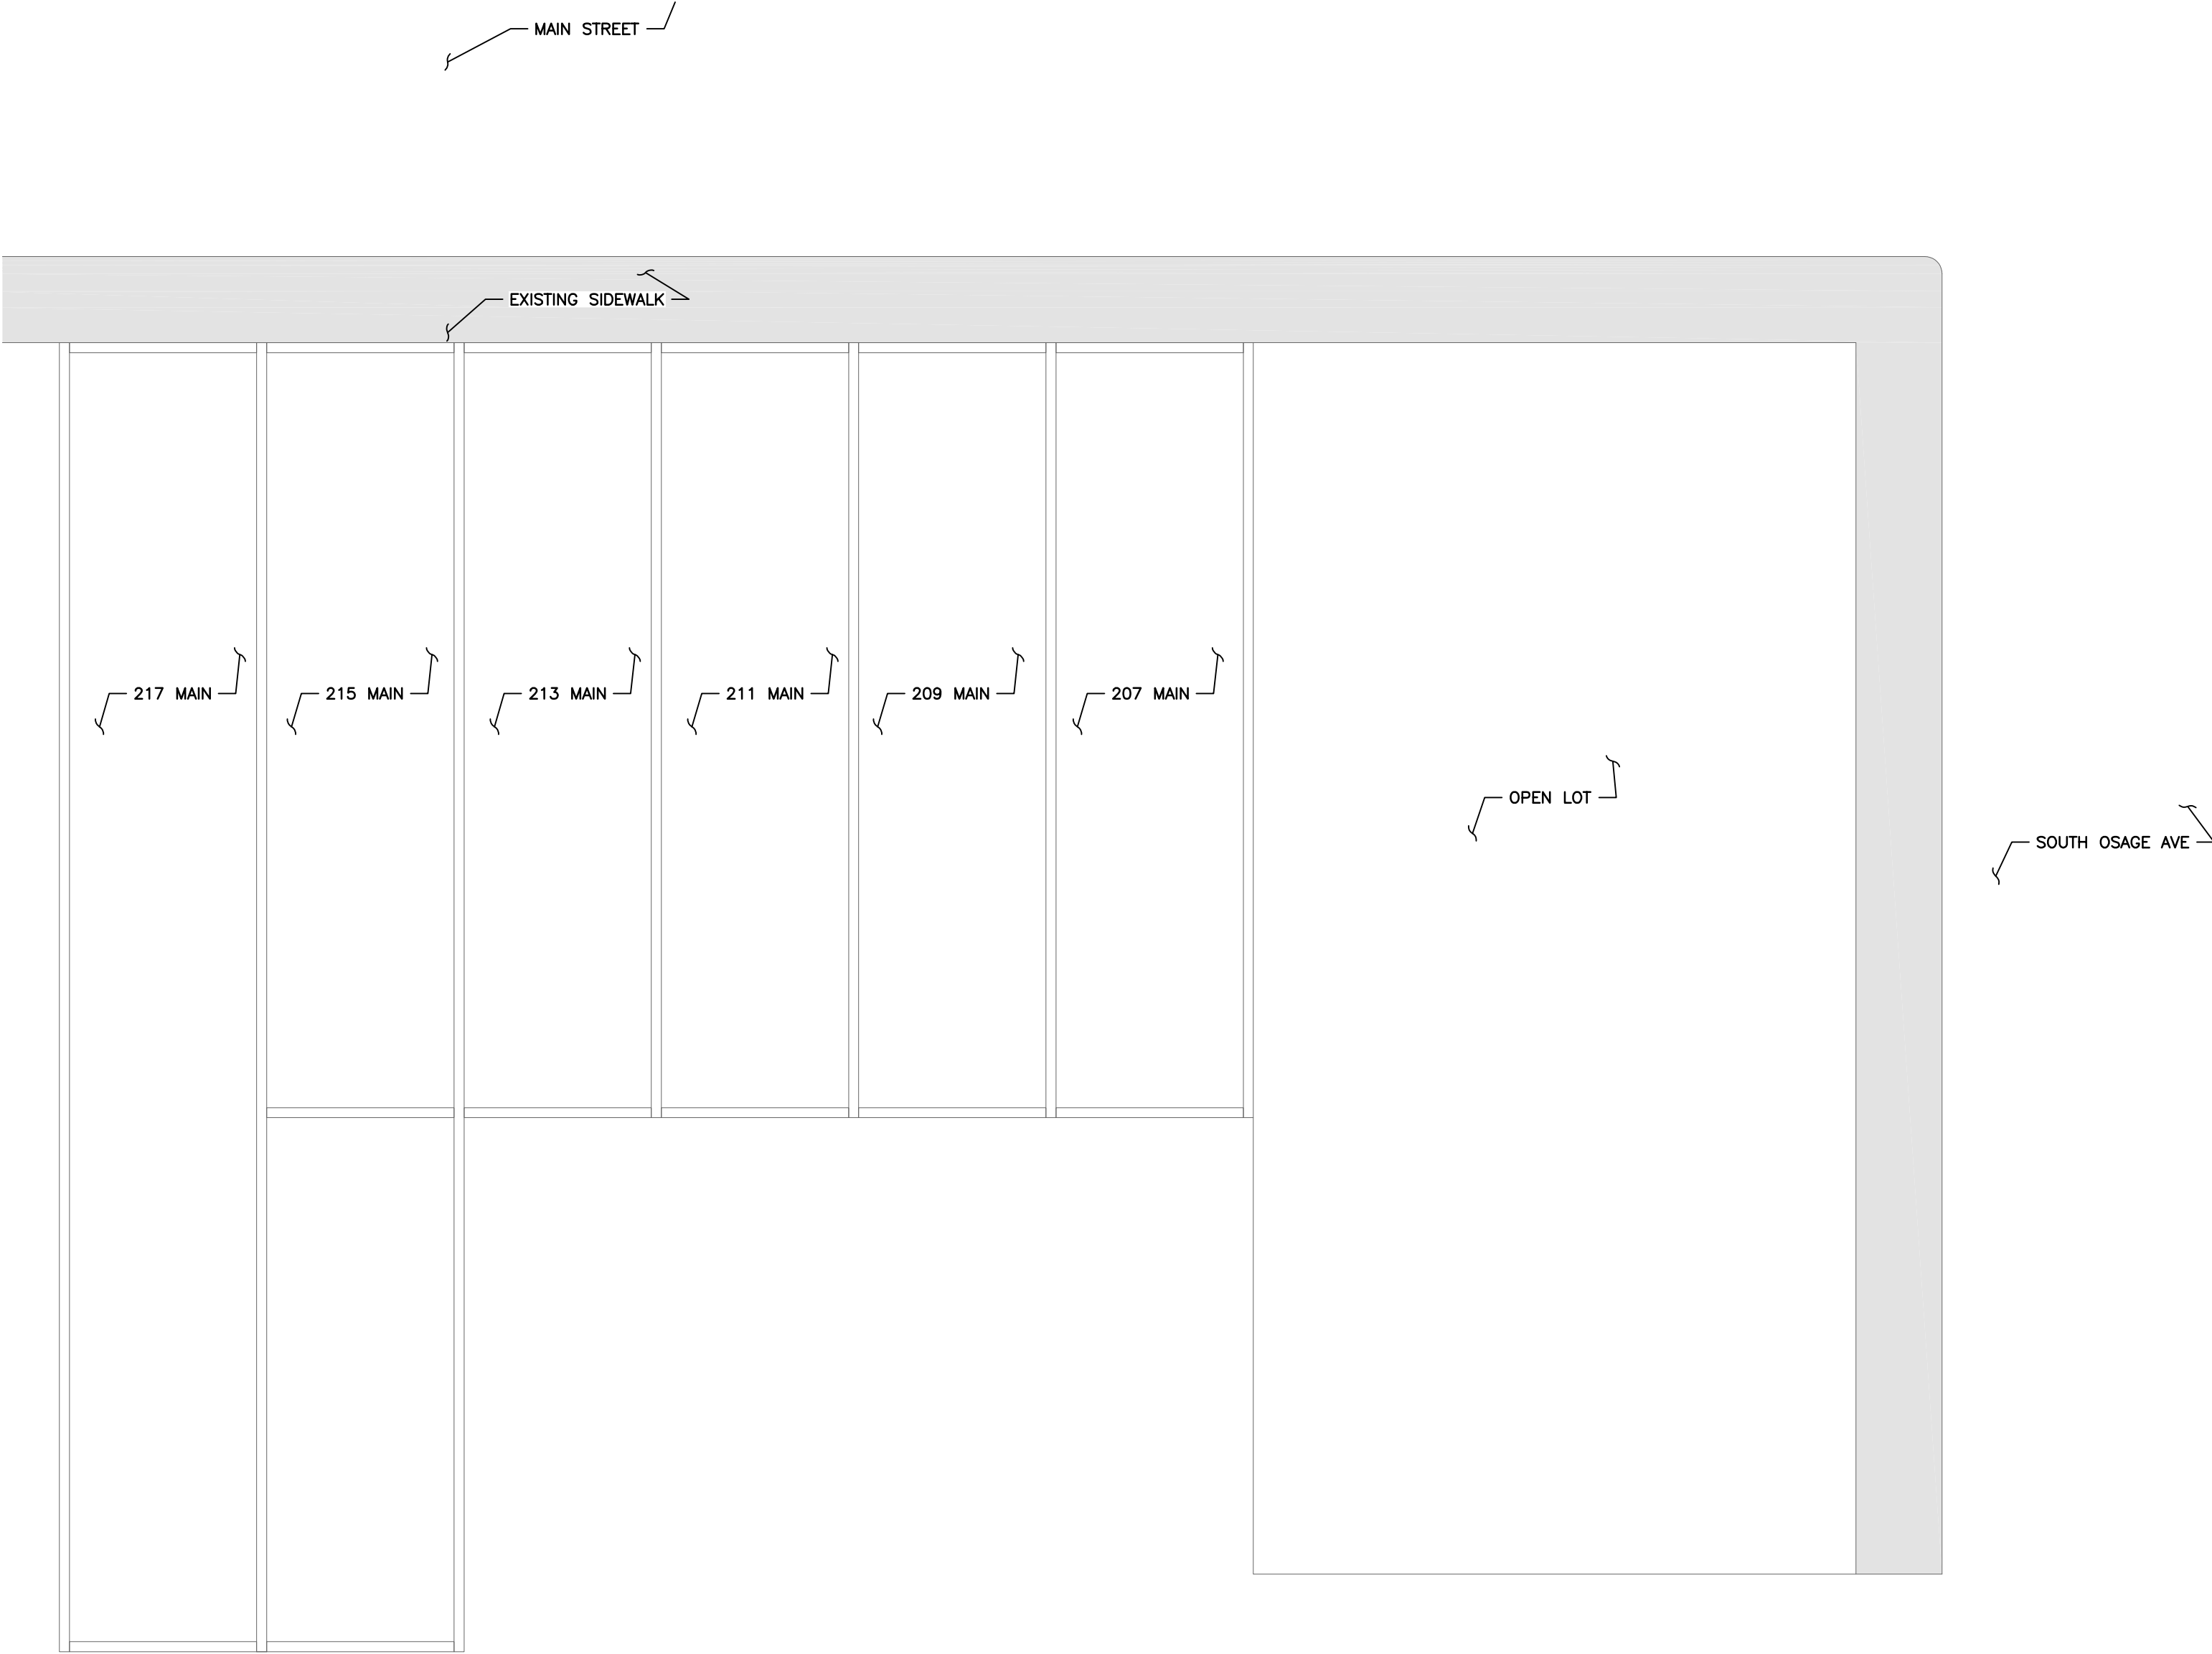 MAIN STREET
EXISTING SIDEWALK
217 MAIN
215 MAIN
213 MAIN
211 MAIN
209 MAIN
207 MAIN
OPEN LOT
SOUTH OSAGE AVE